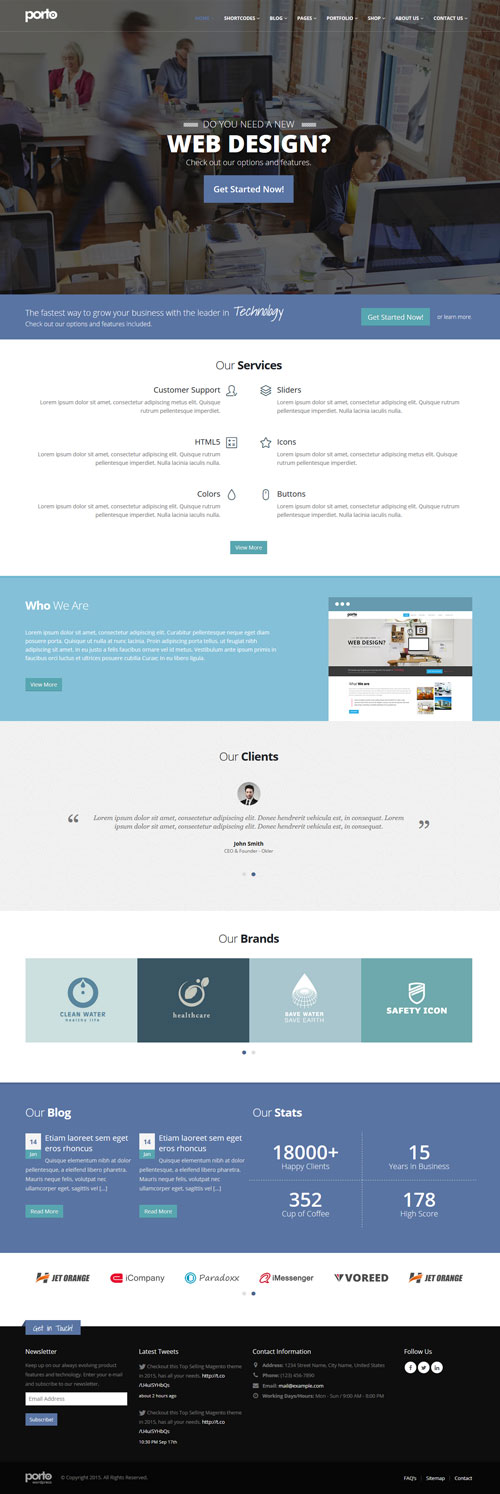 porto
HOME SHORTCODES BLOG PAGES PORTFOLIO SHOP ABOUT US CONTACT US
DO YOU NEED A NEW
WEB DESIGN?
Check out our options and features.
Get Started Now!
The fastest way to grow your business with the leader in Technology
Check out our options and features included.
Get Started Now! or learn more.
Our Services
Customer Support
Lorem ipsum dolor sit amet, consectetur adipiscing metus elit. Quisque
rutrum pellentesque imperdiet.
Sliders
Lorem ipsum dolor sit amet, consectetur adipiscing elit. Quisque rutrum
pellentesque imperdiet. Nulla lacinia iaculis nulla.
HTML5
Lorem ipsum dolor sit amet, consectetur adipiscing elit. Quisque rutrum
pellentesque imperdiet. Nulla lacinia iaculis nulla.
Icons
Lorem ipsum dolor sit amet, consectetur adipiscing metus elit. Quisque
rutrum pellentesque imperdiet.
Colors
Lorem ipsum dolor sit amet, consectetur adipiscing elit. Quisque rutrum
pellentesque imperdiet. Nulla lacinia iaculis nulla.
Buttons
Lorem ipsum dolor sit amet, consectetur adipiscing elit. Quisque rutrum
pellentesque imperdiet. Nulla lacinia iaculis nulla.
View More
Who We Are
Lorem ipsum dolor sit amet, consectetur adipiscing elit. Curabitur pellentesque neque eget diam
posuere porta. Quisque ut nulla at nunc lacinia. Proin adipiscing porta tellus, ut feugiat nibh
adipiscing sit amet. In eu justo a felis faucibus ornare vel id metus. Vestibulum ante ipsum primis in
faucibus orci luctus et ultrices posuere cubilia Curae; In eu libero ligula.
View More
porto
WEB DESIGN?
Who We are
Our Clients
“ Lorem ipsum dolor sit amet, consectetur adipiscing elit. Donec hendrerit vehicula est, in consequat. Lorem
ipsum dolor sit amet, consectetur adipiscing elit. Donec hendrerit vehicula est, in consequat. ”
John Smith
CEO & Founder - Okler
Our Brands
CLEAN WATER
healthy life
healthcare
SAVE WATER
SAVE EARTH
SAFETY ICON
Our Blog
14
Jan
Etiam laoreet sem eget
eros rhoncus
Quisque elementum nibh at dolor
pellentesque, a eleifend libero pharetra.
Mauris neque felis, volutpat nec
ullamcorper eget, sagittis vel [...]
Read More
14
Jan
Etiam laoreet sem eget
eros rhoncus
Quisque elementum nibh at dolor
pellentesque, a eleifend libero pharetra.
Mauris neque felis, volutpat nec
ullamcorper eget, sagittis vel [...]
Read More
Our Stats
18000+
Happy Clients
15
Years in Business
352
Cup of Coffee
178
High Score
JET ORANGE iCompany Paradoxx iMessenger VOREED JET ORANGE
Get in Touch!
Newsletter
Keep up on our always evolving product
features and technology. Enter your e-mail
and subscribe to our newsletter.
Email Address
Subscribe!
Latest Tweets
Checkout this Top Selling Magento theme
in 2015, has all your needs. http://t.co
/U4uISYHbQs
about 2 hours ago
Checkout this Top Selling Magento theme
in 2015, has all your needs. http://t.co
/U4uISYHbQs
10:30 PM Sep 17th
Contact Information
Address: 1234 Street Name, City Name, United States
Phone: (123) 456-7890
Email: mail@example.com
Working Days/Hours: Mon - Sun / 9:00 AM - 8:00 PM
Follow Us
porto
wordpress
© Copyright 2015. All Rights Reserved.
FAQ's Sitemap Contact